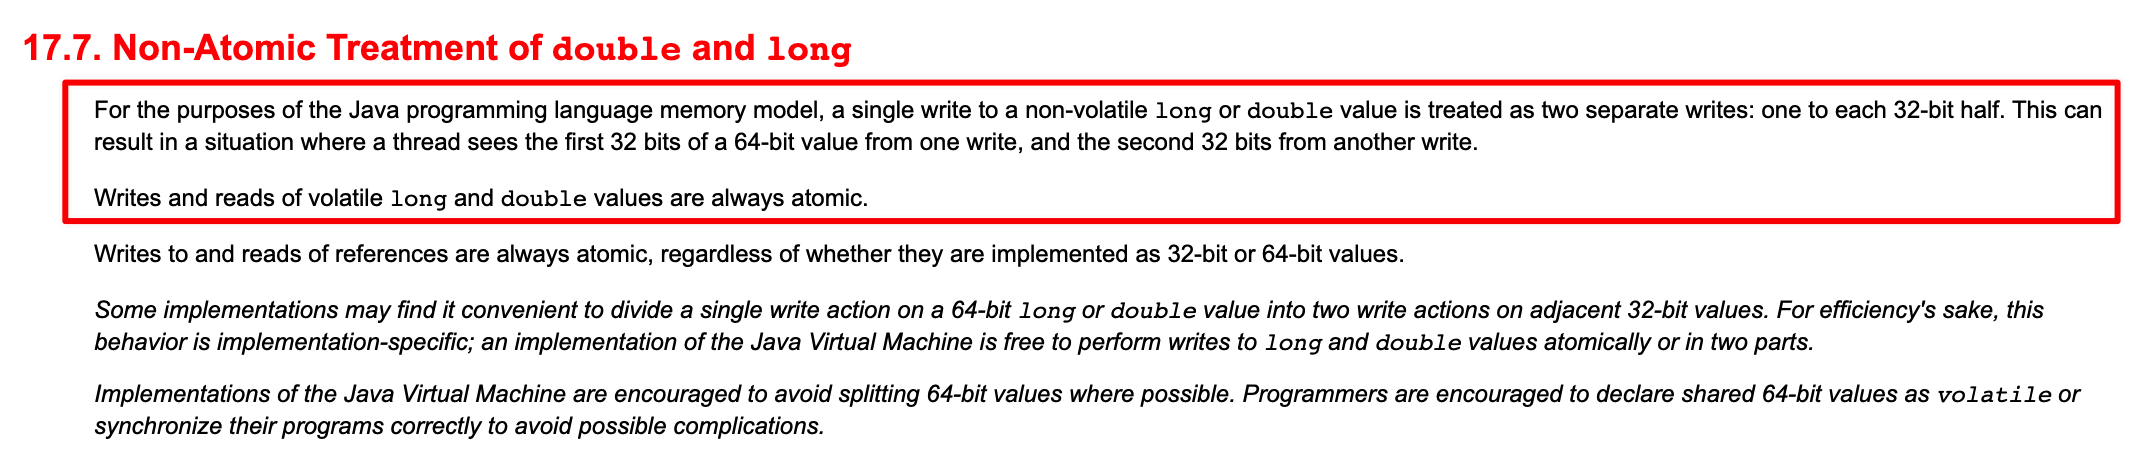 17.7. Non-Atomic Treatment of double and long
For the purposes of the Java programming language memory model, a single write to a non-volatile long or double value is treated as two separate writes: one to each 32-bit half. This can
result in a situation where a thread sees the first 32 bits of a 64-bit value from one write, and the second 32 bits from another write.
Writes and reads of volatile long and double values are always atomic.
Writes to and reads of references are always atomic, regardless of whether they are implemented as 32-bit or 64-bit values.
Some implementations may find it convenient to divide a single write action on a 64-bit long or double value into two write actions on adjacent 32-bit values. For efficiency's sake, this
behavior is implementation-specific; an implementation of the Java Virtual Machine is free to perform writes to long and double values atomically or in two parts.
Implementations of the Java Virtual Machine are encouraged to avoid splitting 64-bit values where possible. Programmers are encouraged to declare shared 64-bit values as volatile or
synchronize their programs correctly to avoid possible complications.